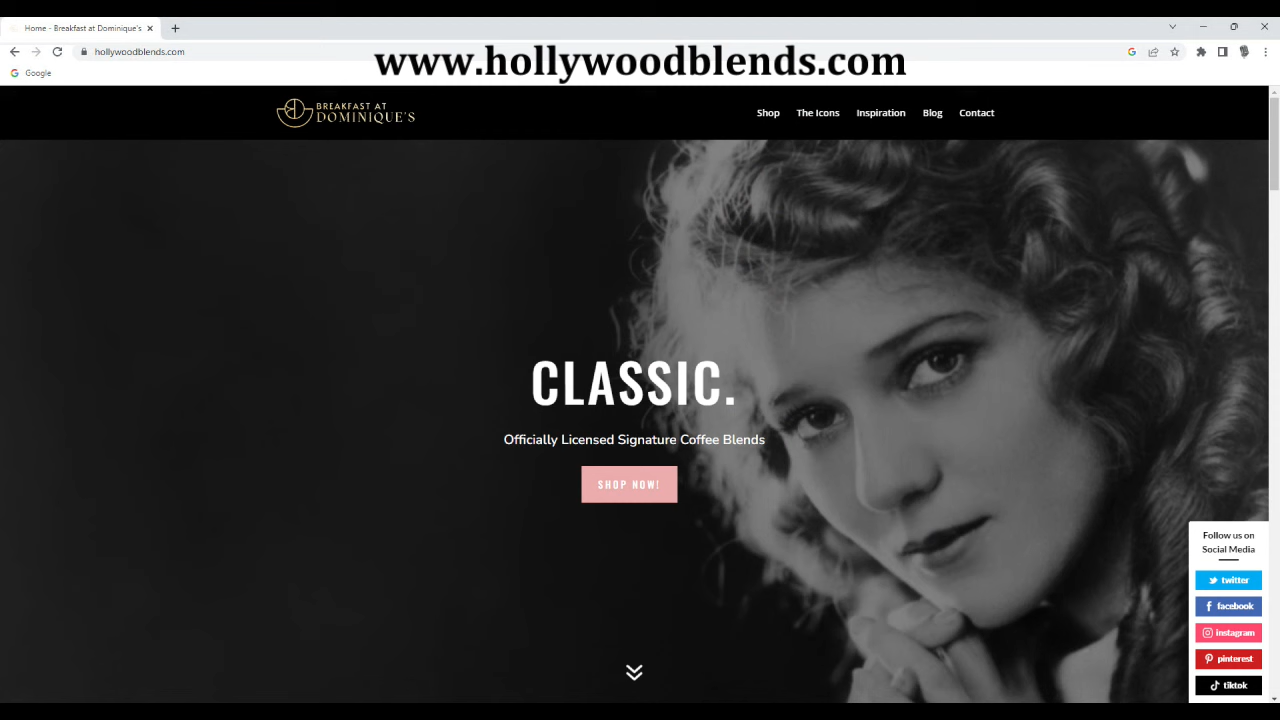 Home - Breakfast at Dominique's
hollywoodblends.com
www.hollywoodblends.com
Google
BREAKFAST AT
DOMINIQUE'S
Shop The Icons Inspiration Blog Contact
CLASSIC.
Officially Licensed Signature Coffee Blends
SHOP NOW!
Follow us on
Social Media
twitter
facebook
instagram
pinterest
tiktok